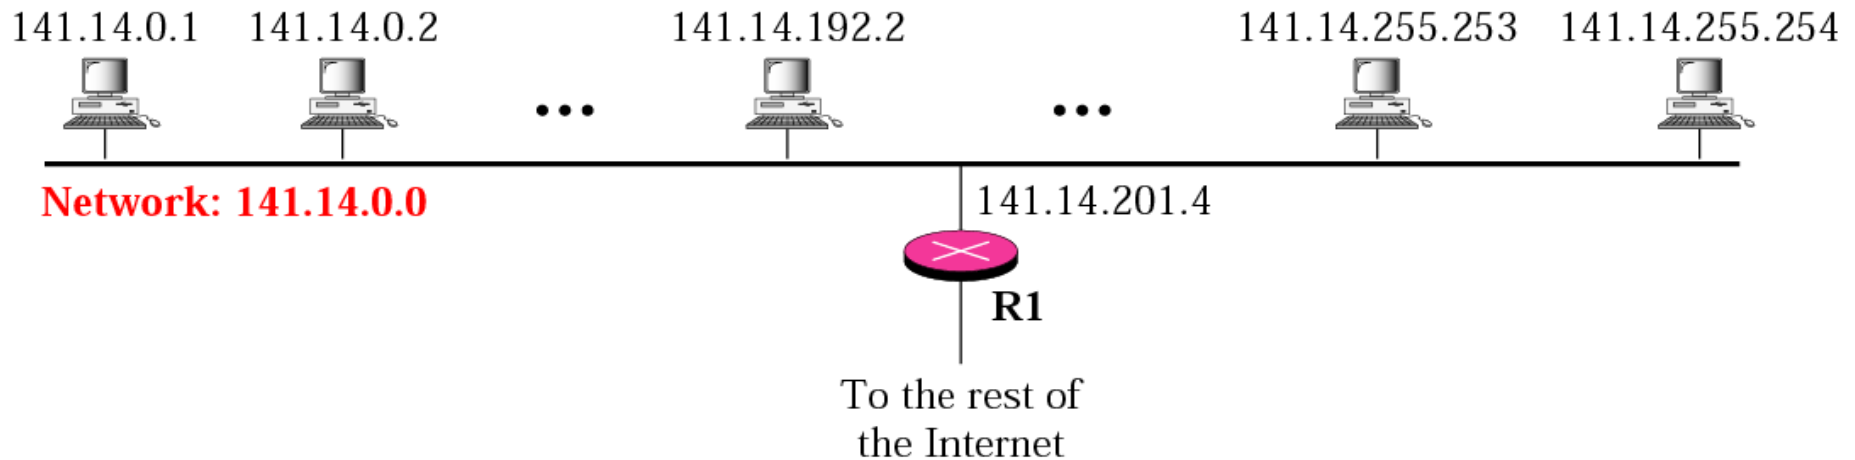 141.14.0.1 141.14.0.2 141.14.192.2 141.14.255.253 141.14.255.254
Network: 141.14.0.0
141.14.201.4
R1
To the rest of
the Internet